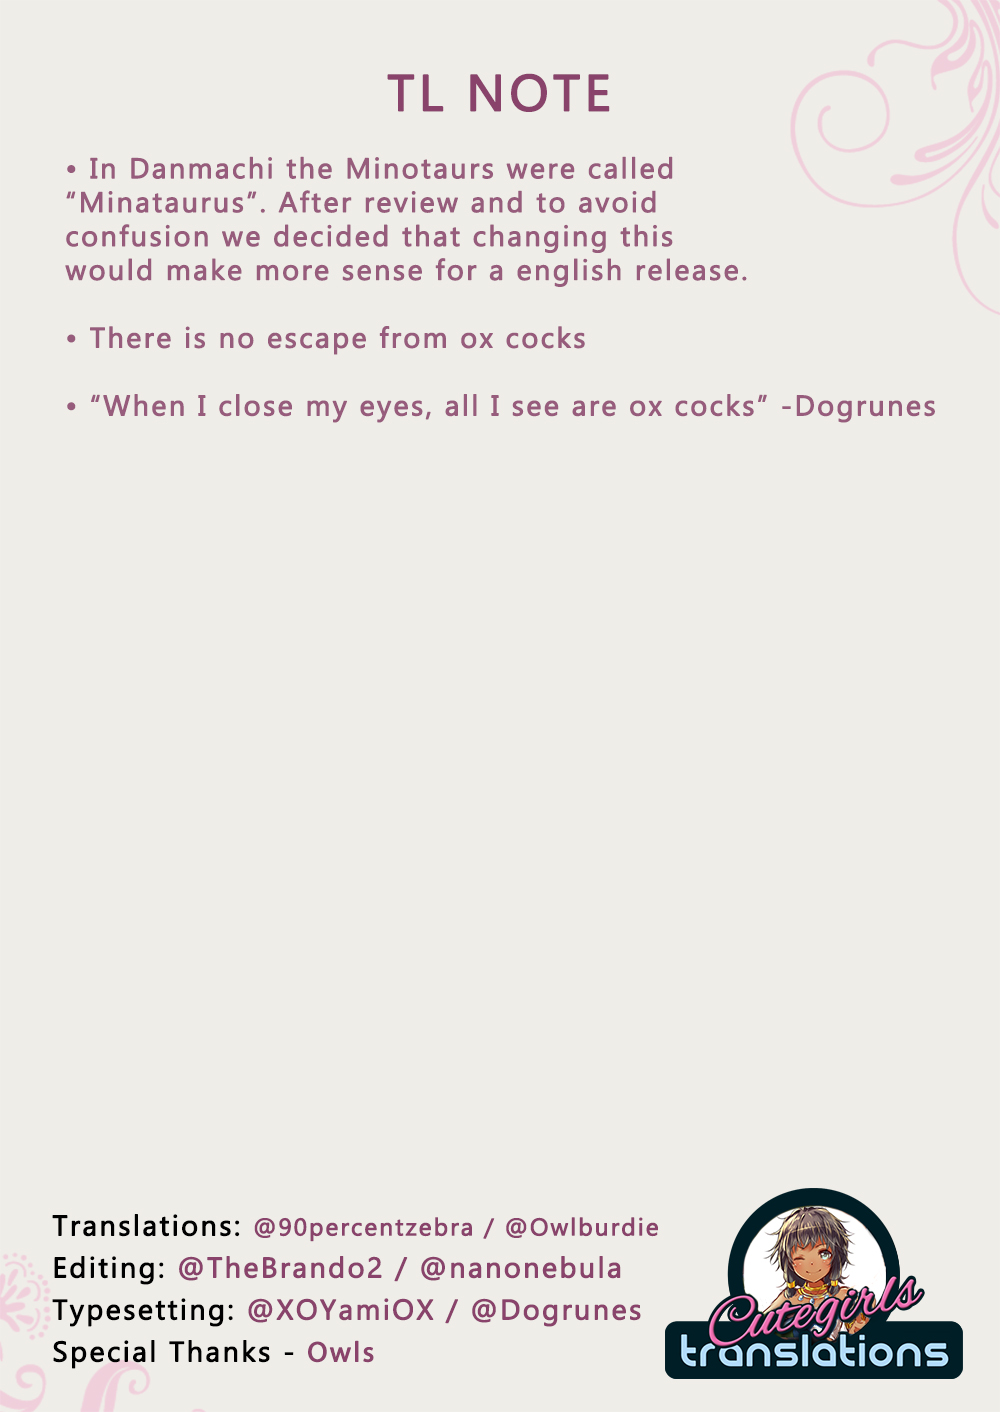 TL NOTE
• In Danmachi the Minotaurs were called
“Minataurus”. After review and to avoid
confusion we decided that changing this
would make more sense for a english release.
• There is no escape from ox cocks
• “When I close my eyes, all I see are ox cocks” -Dogrunes
Translations: @90percentzebra / @Owlburdie
Editing: @TheBrando2 / @nanonebula
Typesetting: @XOYamiOX / @Dogrunes
Special Thanks - Owls
Cutegirls
translations